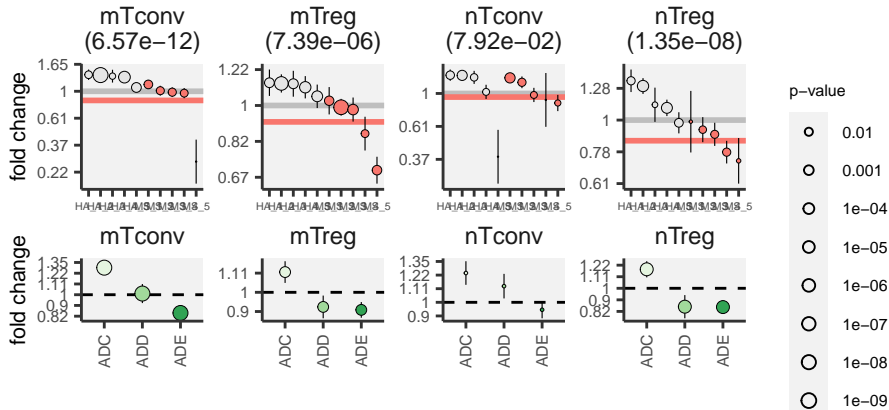 mTconv
(6.57e−12)
mTreg
(7.39e−06)
nTconv
(7.92e−02)
nTreg
(1.35e−08)
fold change
1.65
1
0.61
0.37
0.22
1.22
1
0.82
0.67
1
0.61
0.37
1.28
1
0.78
0.61
mTconv
mTreg
nTconv
nTreg
fold change
1.35
1.22
1.11
1
0.9
0.82
1.11
1
0.9
1.35
1.22
1.11
1
0.9
1.22
1.11
1
0.9
0.82
ADC
ADD
ADE
ADC
ADD
ADE
ADC
ADD
ADE
ADC
ADD
ADE
p−value
0.01
0.001
1e−04
1e−05
1e−06
1e−07
1e−08
1e−09